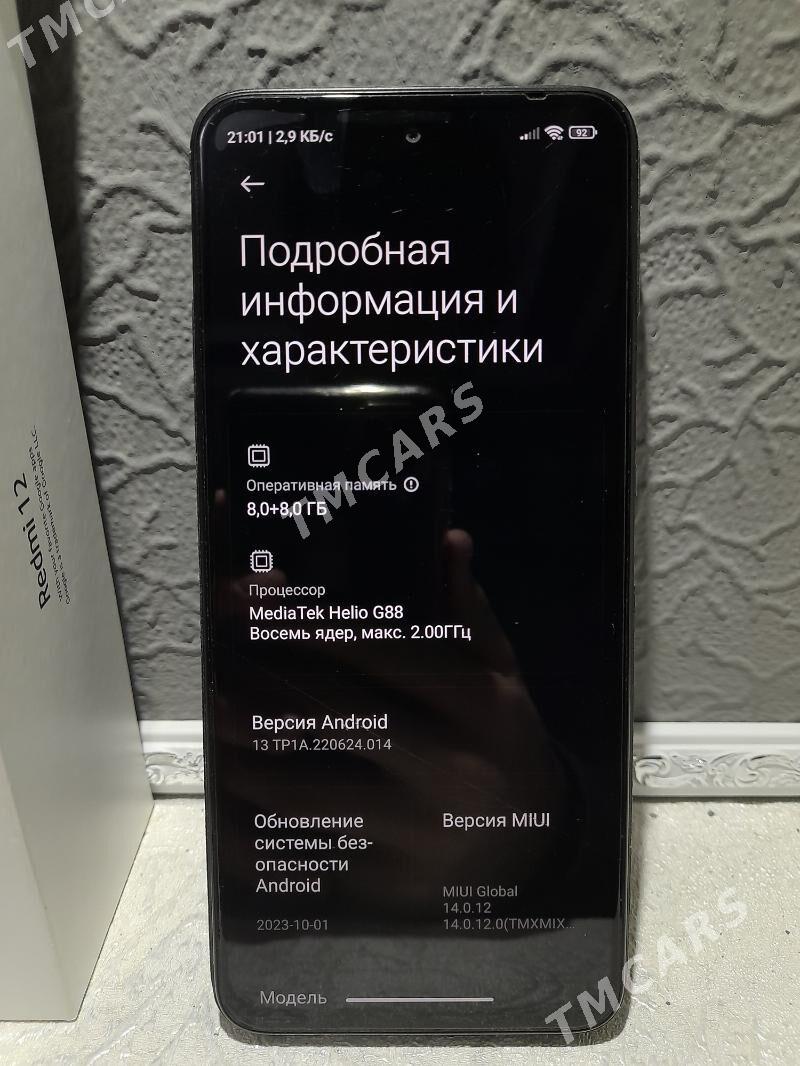 TMCARS
21:01 | 2,9 КБ/с
92
Подробная
информация и
характеристики
TMCARS
Оперативная память
8,0+8,0 ГБ
Процессор
MediaTek Helio G88
Восемь ядер, макс. 2.00ГГц
Версия Android
13 TP1A.220624.014
Обновление
системы без-
опасности
Android
2023-10-01
Версия MIUI
MIUI Global
14.0.12
14.0.12.0(TMXMIX...
Модель
TMCARS
Redmi 12